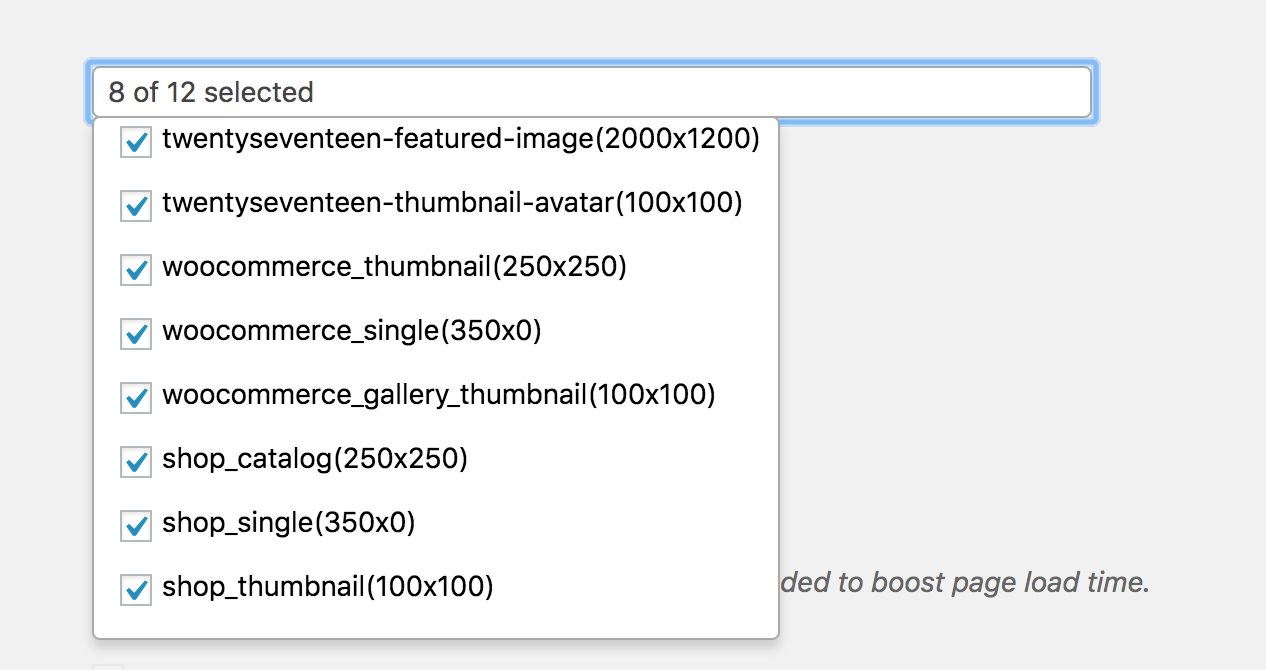 8 of 12 selected
twentyseventeen-featured-image(2000x1200)
twentyseventeen-thumbnail-avatar(100x100)
woocommerce_thumbnail(250x250)
woocommerce_single(350x0)
woocommerce_gallery_thumbnail(100x100)
shop_catalog(250x250)
shop_single(350x0)
shop_thumbnail(100x100)
ded to boost page load time.